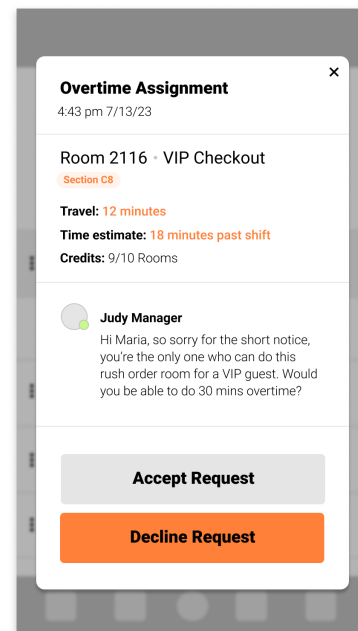 Overtime Assignment
4:43 pm 7/13/23
Room 2116 • VIP Checkout
Section C8
Travel: 12 minutes
Time estimate: 18 minutes past shift
Credits: 9/10 Rooms
Judy Manager
Hi Maria, so sorry for the short notice,
you're the only one who can do this
rush order room for a VIP guest. Would
you be able to do 30 mins overtime?
Accept Request
Decline Request